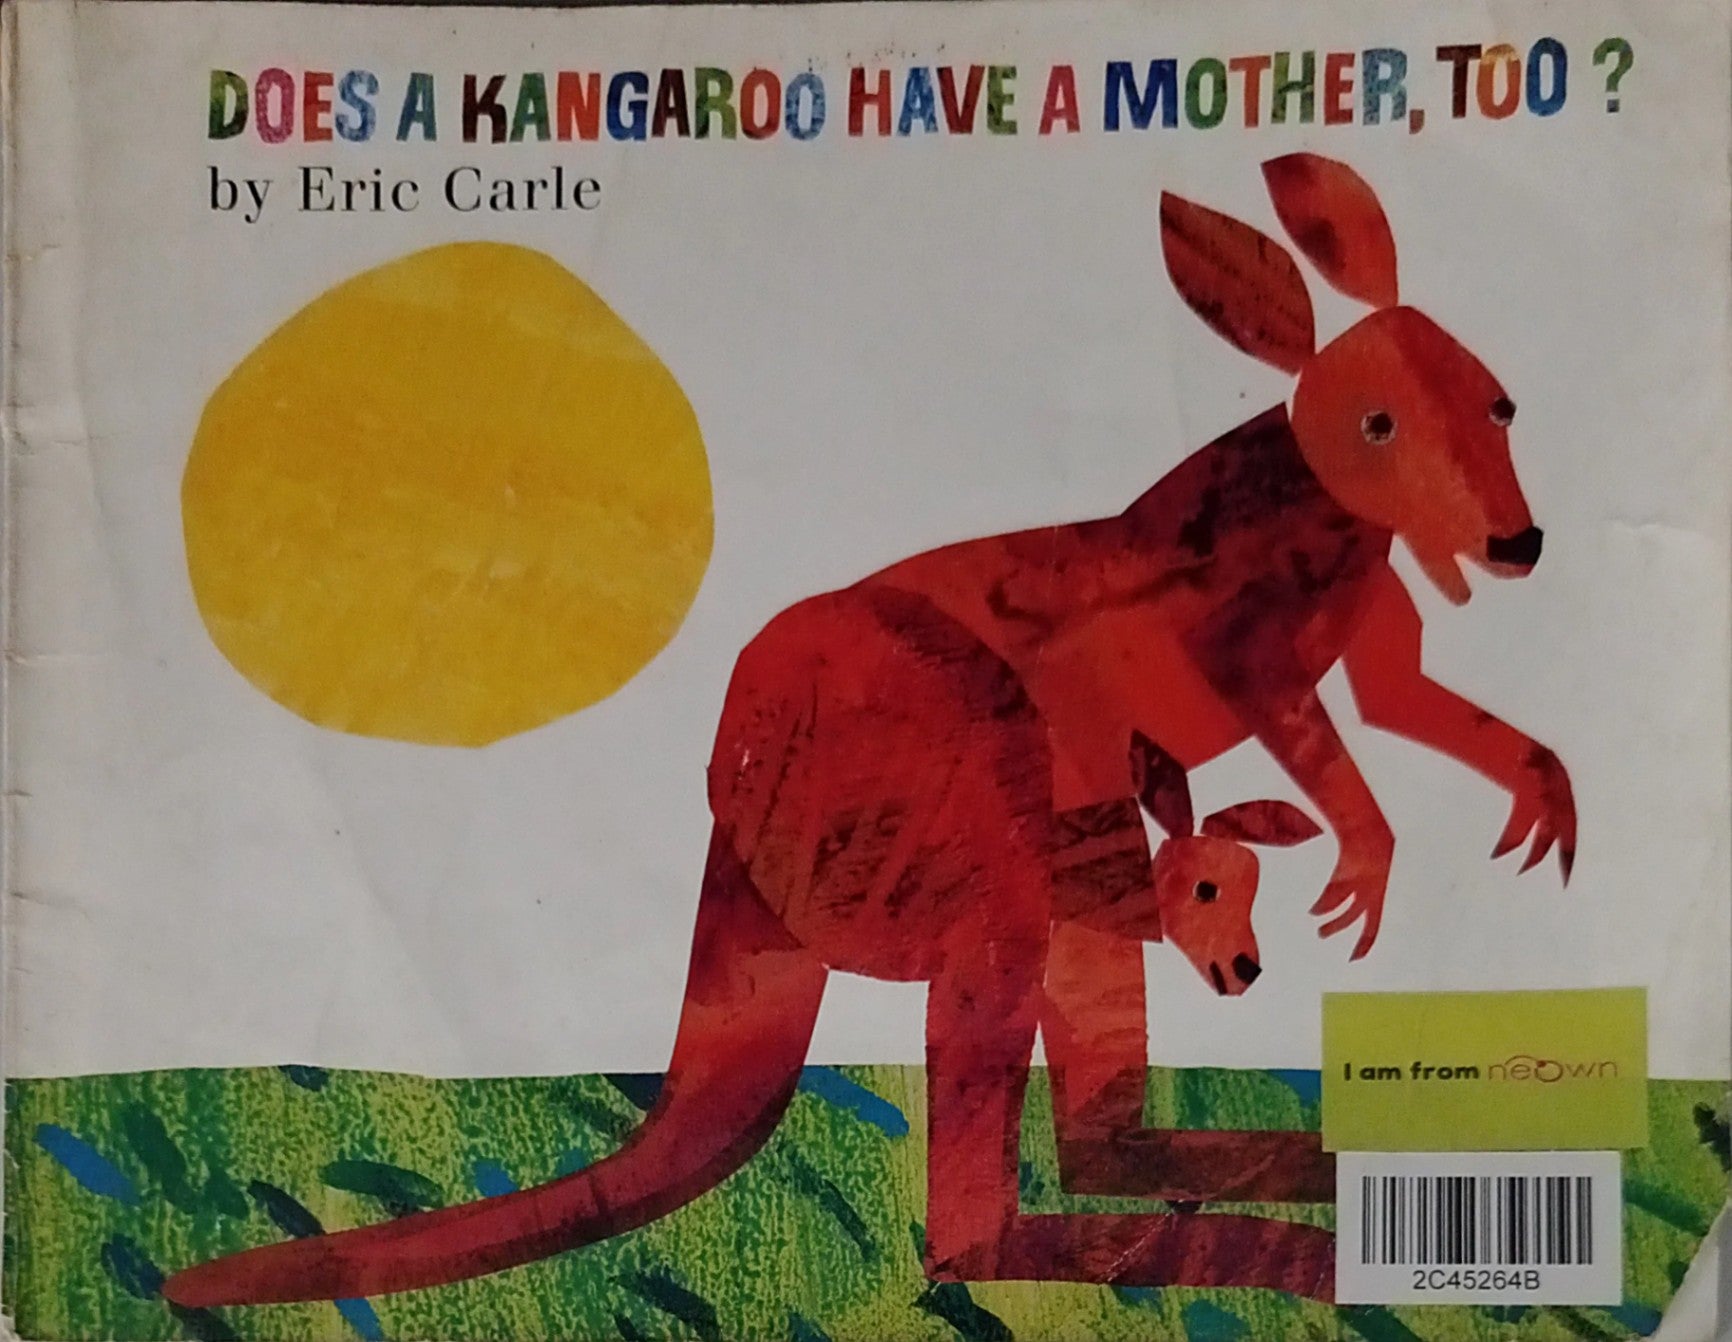 DOES A KANGAROO HAVE A MOTHER, TOO?
by Eric Carle
I am from neown
2C45264B